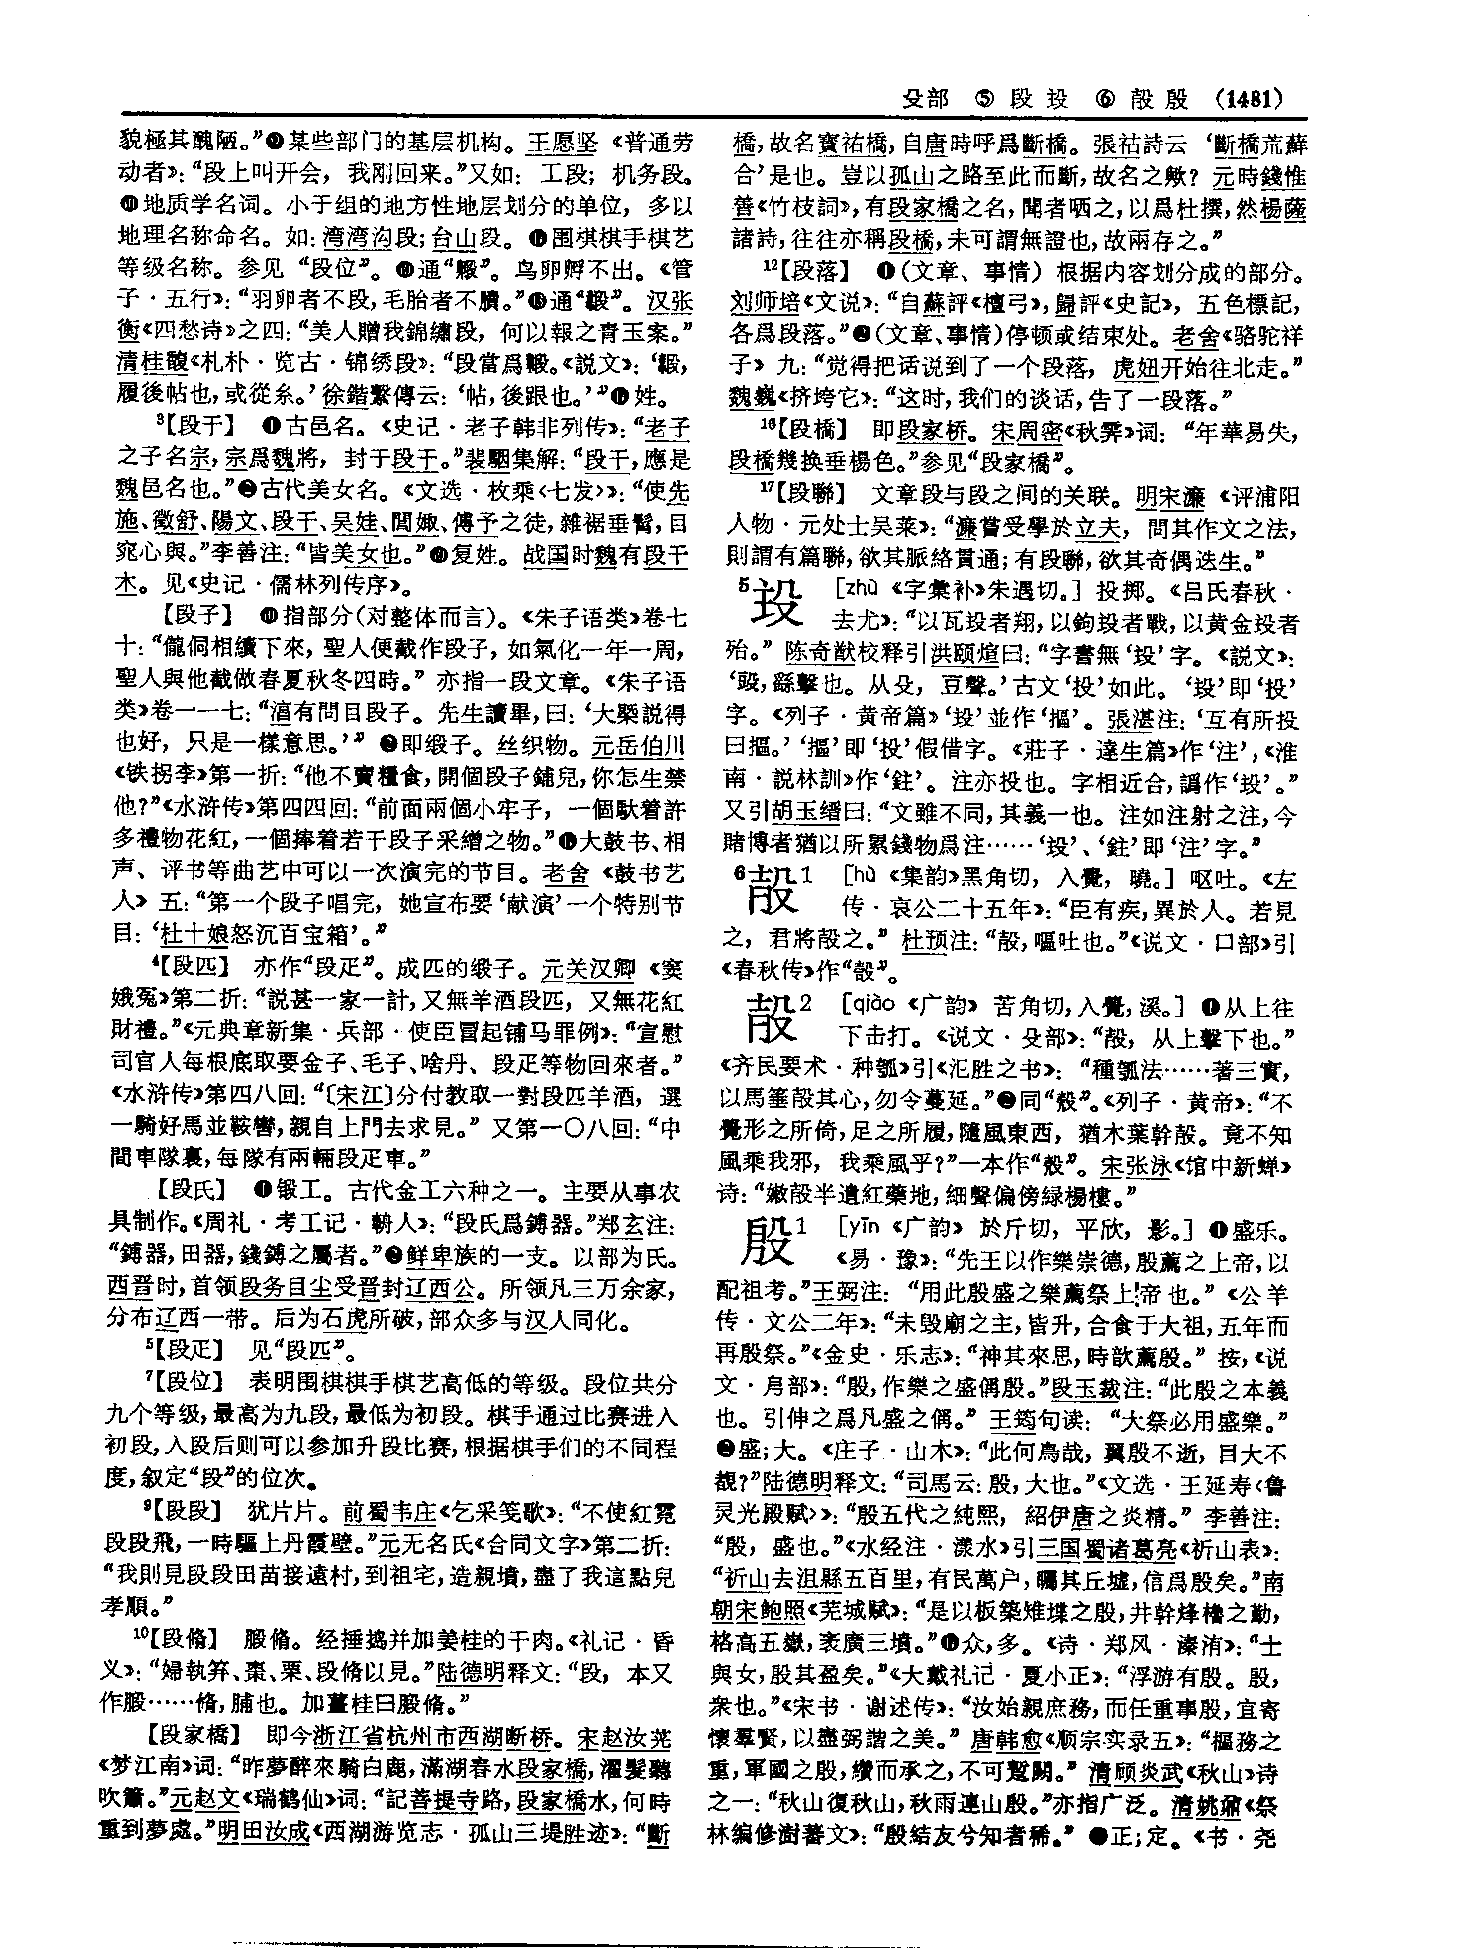 殳部 ⑤ 段 㱰 ⑥ 㱿 殷 (1481)
貌極其醜陋。”❾某些部门的基层机构。王愿坚《普通劳
动者》：“段上叫开会，我刚回来。”又如：工段；机务段。
❿地质学名词。小于组的地方性地层划分的单位，多以
地理名称命名。如：湾湾沟段；台山段。⓫围棋棋手棋艺
等级名称。参见“段位”。⓬通“毈”。鸟卵孵不出。《管
子·五行》：“羽卵者不段，毛胎者不䐣。”⓭通“緞”。汉张
衡《四愁诗》之四：“美人贈我錦繡段，何以報之青玉案。”
清桂馥《札朴·览古·锦绣段》：“段當爲緞。《説文》：‘緞，
履後帖也，或從糸。’徐鍇繫傳云：‘帖，後跟也。’”⓮姓。
3【段干】 ❶古邑名。《史记·老子韩非列传》：“老子
之子名宗，宗爲魏將，封于段干。”裴駰集解：“段干，應是
魏邑名也。”❷古代美女名。《文选·枚乘〈七发〉》：“使先
施、徵舒、陽文、段干、吴娃、閭娵、傅予之徒，雜裾垂髾，目
窕心與。”李善注：“皆美女也。”❸复姓。战国时魏有段干
木。见《史记·儒林列传序》。
【段子】 ❶指部分（对整体而言）。《朱子语类》卷七
十：“儱侗相續下來，聖人便截作段子，如氣化一年一周，
聖人與他截做春夏秋冬四時。”亦指一段文章。《朱子语
类》卷一一七：“淳有問目段子。先生讀畢，曰：‘大槩説得
也好，只是一樣意思。’”❷即缎子。丝织物。元岳伯川
《铁拐李》第一折：“他不賣糧食，開個段子鋪兒，你怎生禁
他？”《水浒传》第四四回：“前面兩個小牢子，一個馱着許
多禮物花紅，一個捧着若干段子采繒之物。”❸大鼓书、相
声、评书等曲艺中可以一次演完的节目。老舍《鼓书艺
人》五：“第一个段子唱完，她宣布要‘献演’一个特别节
目：‘杜十娘怒沉百宝箱’。”
4【段匹】 亦作“段疋”。成匹的缎子。元关汉卿《窦
娥冤》第二折：“説甚一家一計，又無羊酒段匹，又無花紅
財禮。”《元典章新集·兵部·使臣冒起铺马罪例》：“宣慰
司官人每根底取要金子、毛子、啥丹、段疋等物回來者。”
《水浒传》第四八回：“〔宋江〕分付教取一對段匹羊酒，選
一騎好馬並鞍轡，親自上門去求見。”又第一〇八回：“中
間車隊裏，每隊有兩輛段疋車。”
【段氏】 ❶锻工。古代金工六种之一。主要从事农
具制作。《周礼·考工记·輈人》：“段氏爲鎛器。”郑玄注：
“鎛器，田器，錢鎛之屬者。”❷鲜卑族的一支。以部为氏。
西晋时，首领段务目尘受晋封辽西公。所领凡三万余家，
分布辽西一带。后为石虎所破，部众多与汉人同化。
5【段疋】 见“段匹”。
7【段位】 表明围棋棋手棋艺高低的等级。段位共分
九个等级，最高为九段，最低为初段。棋手通过比赛进入
初段，入段后则可以参加升段比赛，根据棋手们的不同程
度，叙定“段”的位次。
9【段段】 犹片片。前蜀韦庄《乞采笺歌》：“不使紅霓
段段飛，一時驅上丹霞壁。”元无名氏《合同文字》第二折：
“我則見段段田苗接遠村，到祖宅，造親墳，盡了我這點兒
孝順。”
10【段脩】 腶脩。经捶捣并加姜桂的干肉。《礼记·昏
义》：“婦執笲、棗、栗、段脩以見。”陆德明释文：“段，本又
作腶……脩，脯也。加薑桂曰腶脩。”
【段家橋】 即今浙江省杭州市西湖断桥。宋赵汝茪
《梦江南》词：“昨夢醉來騎白鹿，滿湖春水段家橋，濯髮聽
吹簫。”元赵文《瑞鹤仙》词：“記菩提寺路，段家橋水，何時
重到夢處。”明田汝成《西湖游览志·孤山三堤胜迹》：“斷
橋，故名寶祐橋，自唐時呼爲斷橋。張祜詩云‘斷橋荒蘚
合’是也。豈以孤山之路至此而斷，故名之歟？元時錢惟
善《竹枝詞》，有段家橋之名，聞者哂之，以爲杜撰，然楊薩
諸詩，往往亦稱段橋，未可謂無證也，故兩存之。”
12【段落】 ❶（文章、事情）根据内容划分成的部分。
刘师培《文说》：“自蘇評《檀弓》，歸評《史記》，五色標記，
各爲段落。”❷（文章、事情）停顿或结束处。老舍《骆驼祥
子》九：“觉得把话说到了一个段落，虎妞开始往北走。”
魏巍《挤垮它》：“这时，我们的谈话，告了一段落。”
16【段橋】 即段家桥。宋周密《秋霁》词：“年華易失，
段橋幾换垂楊色。”参见“段家橋”。
17【段聯】 文章段与段之间的关联。明宋濂《评浦阳
人物·元处士吴莱》：“濂嘗受學於立夫，問其作文之法，
則謂有篇聯，欲其脈絡貫通；有段聯，欲其奇偶迭生。”
5㱰 ［zhù《字彙补》朱遇切。］投掷。《吕氏春秋·
去尤》：“以瓦㱰者翔，以鉤㱰者戰，以黄金㱰者
殆。”陈奇猷校释引洪颐煊曰：“字書無‘㱰’字。《説文》：
‘毁，繇擊也。从殳，豆聲。’古文‘投’如此。‘㱰’即‘投’
字。《列子·黄帝篇》‘㱰’並作‘摳’。張湛注：‘互有所投
曰摳。’‘摳’即‘投’假借字。《莊子·達生篇》作‘注’，《淮
南·説林訓》作‘鉒’。注亦投也。字相近合，譌作‘㱰’。”
又引胡玉缙曰：“文雖不同，其義一也。注如注射之注，今
賭博者猶以所累錢物爲注……‘㱰’、‘鉒’即‘注’字。”
6㱿1 ［hù《集韵》黑角切，入覺，曉。］呕吐。《左
传·哀公二十五年》：“臣有疾，異於人。若見
之，君將㱿之。”杜预注：“㱿，嘔吐也。”《说文·口部》引
《春秋传》作“嗀”。
㱿2 ［qiào《广韵》苦角切，入覺，溪。］❶从上往
下击打。《说文·殳部》：“㱿，从上擊下也。”
《齐民要术·种瓠》引《汜胜之书》：“種瓠法……著三實，
以馬箠㱿其心，勿令蔓延。”❷同“殼”。《列子·黄帝》：“不
覺形之所倚，足之所履，隨風東西，猶木葉幹㱿。竟不知
風乘我邪，我乘風乎？”一本作“殼”。宋张泳《馆中新蝉》
诗：“嫩㱿半遺紅藥地，細聲偏傍緑楊樓。”
殷1 ［yīn《广韵》於斤切，平欣，影。］❶盛乐。
《易·豫》：“先王以作樂崇德，殷薦之上帝，以
配祖考。”王弼注：“用此殷盛之樂薦祭上帝也。”《公羊
传·文公二年》：“未毁廟之主，皆升，合食于大祖，五年而
再殷祭。”《金史·乐志》：“神其來思，時歆薦殷。”按，《说
文·㐆部》：“殷，作樂之盛偁殷。”段玉裁注：“此殷之本義
也。引伸之爲凡盛之偁。”王筠句读：“大祭必用盛樂。”
❷盛；大。《庄子·山木》：“此何鳥哉，翼殷不逝，目大不
覩？”陆德明释文：“司馬云：殷，大也。”《文选·王延寿〈鲁
灵光殿赋〉》：“殷五代之純熙，紹伊唐之炎精。”李善注：
“殷，盛也。”《水经注·漾水》引三国蜀诸葛亮《祈山表》：
“祈山去沮縣五百里，有民萬户，矚其丘墟，信爲殷矣。”南
朝宋鲍照《芜城赋》：“是以板築雉堞之殷，井幹烽櫓之勤，
格高五嶽，袤廣三墳。”❸众，多。《诗·郑风·溱洧》：“士
與女，殷其盈矣。”《大戴礼记·夏小正》：“浮游有殷。殷，
衆也。”《宋书·谢述传》：“汝始親庶務，而任重事殷，宜寄
懷羣賢，以盡弼諧之美。”唐韩愈《顺宗实录五》：“樞務之
重，軍國之殷，纘而承之，不可蹔闕。”清顾炎武《秋山》诗
之一：“秋山復秋山，秋雨連山殷。”亦指广泛。清姚鼐《祭
林编修澍蕃文》：“殷結友兮知者稀。”❹正；定。《书·尧